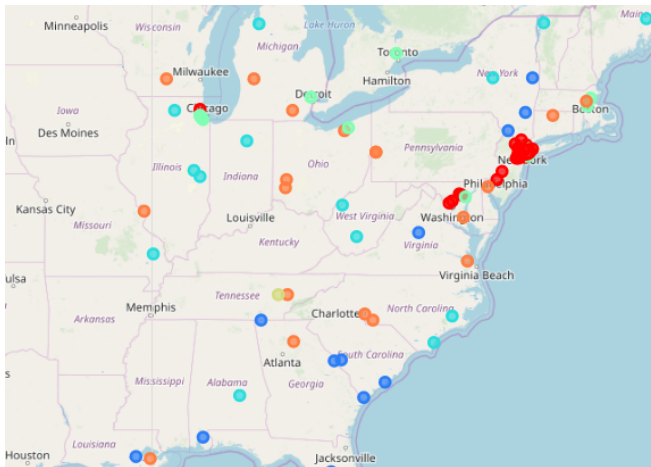 Minneapolis
Wisconsin
Lake Huron
Maine
Michigan
Toronto
Milwaukee
Hamilton
New York
Detroit
Chicago
Boston
Iowa
Des Moines
Pennsylvania
New York
Ohio
Illinois
Indiana
Philadelphia
Kansas City
West Virginia
Washington
Missouri
Louisville
Virginia
Kentucky
Virginia Beach
ulsa
Tennessee
North Carolina
Memphis
Charlotte
Arkansas
South Carolina
Atlanta
Mississippi
Alabama
Georgia
Louisiana
Houston
Jacksonville